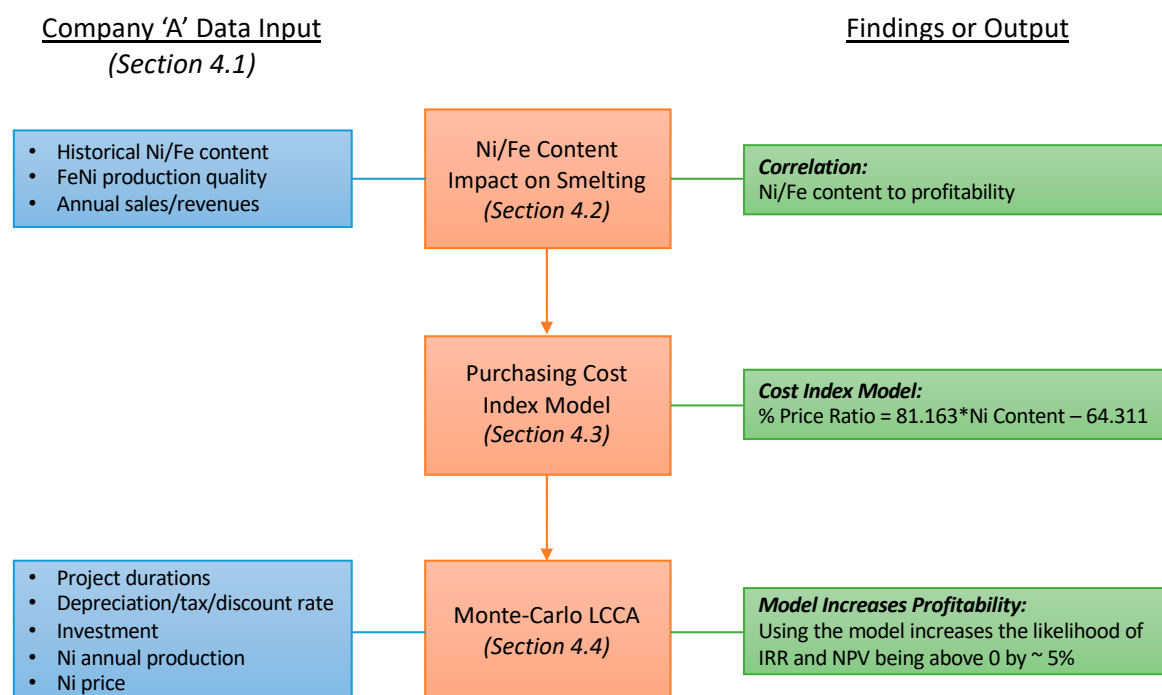 Company ‘A’ Data Input
(Section 4.1)
Findings or Output
• Historical Ni/Fe content
• FeNi production quality
• Annual sales/revenues
Ni/Fe Content
Impact on Smelting
(Section 4.2)
Correlation:
Ni/Fe content to profitability
Purchasing Cost
Index Model
(Section 4.3)
Cost Index Model:
% Price Ratio = 81.163*Ni Content – 64.311
• Project durations
• Depreciation/tax/discount rate
• Investment
• Ni annual production
• Ni price
Monte-Carlo LCCA
(Section 4.4)
Model Increases Profitability:
Using the model increases the likelihood of
IRR and NPV being above 0 by ~ 5%